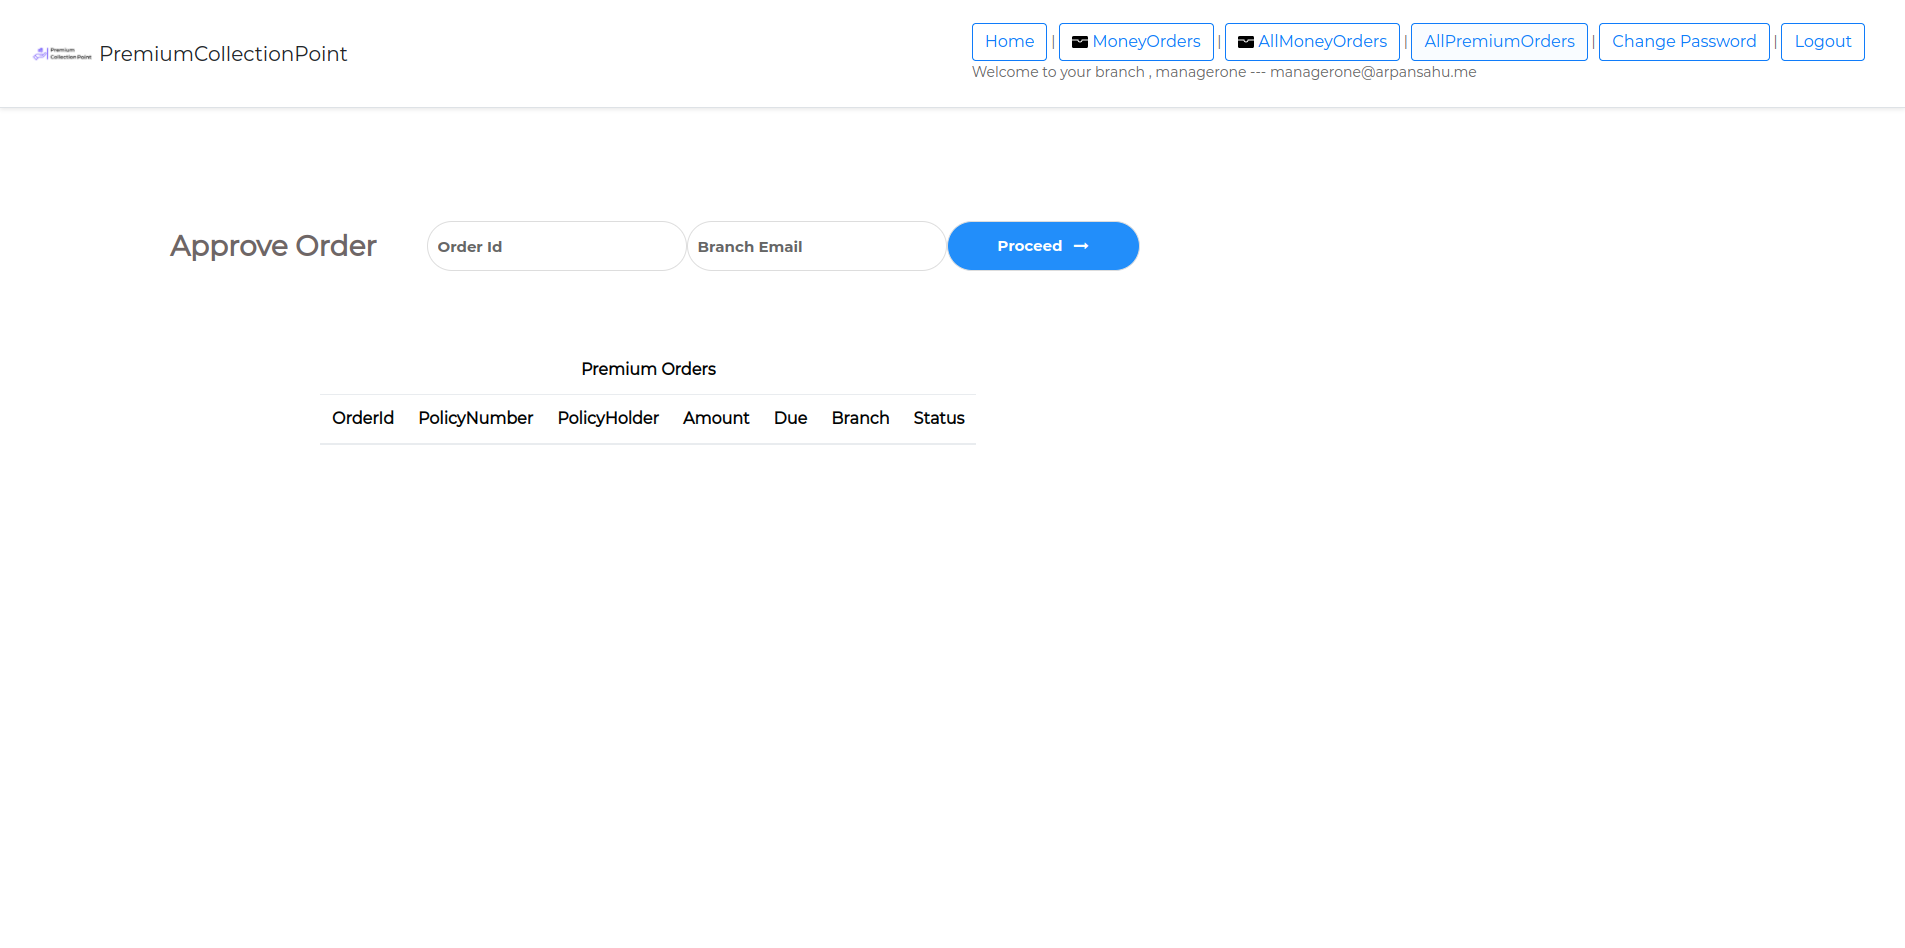 Premium
Collection Point
PremiumCollectionPoint
Home | MoneyOrders | AllMoneyOrders | AllPremiumOrders | Change Password | Logout
Welcome to your branch , managerone --- managerone@arpansahu.me
Approve Order
Order Id
Branch Email
Proceed →
Premium Orders
OrderId PolicyNumber PolicyHolder Amount Due Branch Status